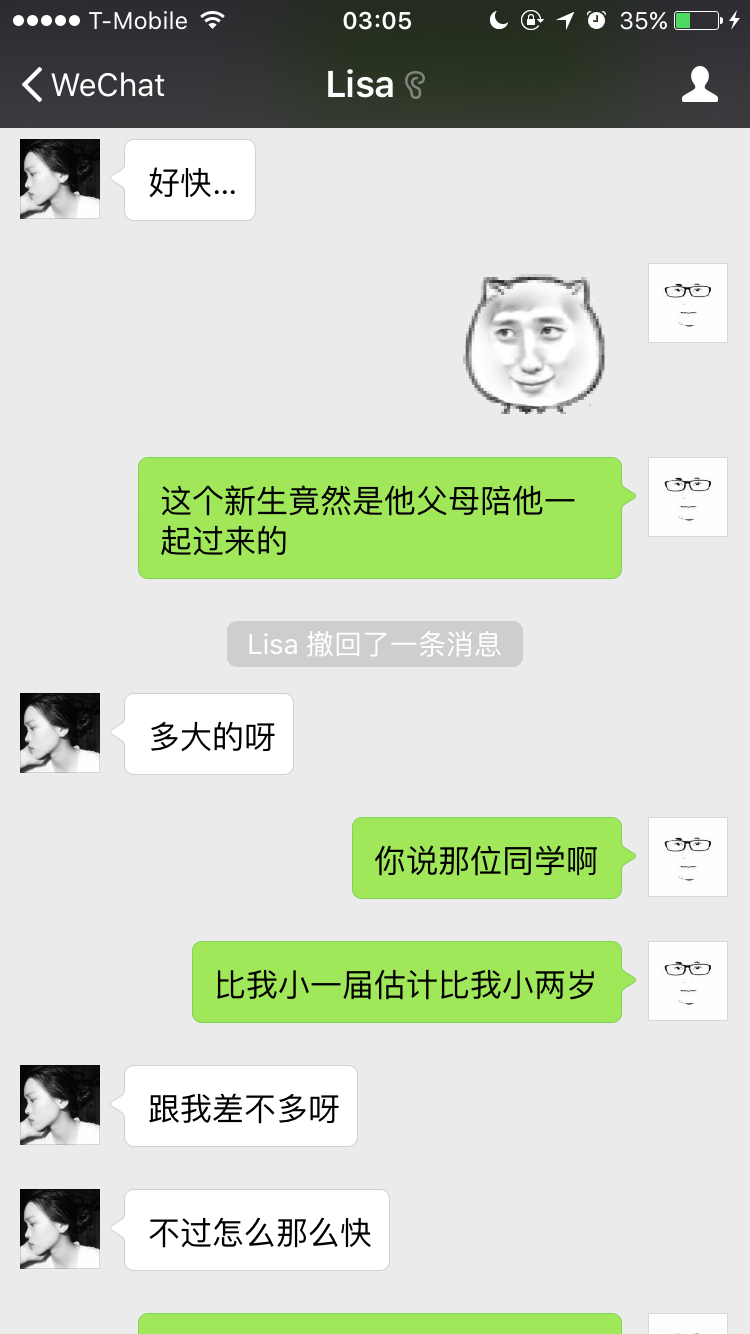 T-Mobile 03:05 35%
WeChat Lisa
好快...
这个新生竟然是他父母陪他一
起过来的
Lisa 撤回了一条消息
多大的呀
你说那位同学啊
比我小一届估计比我小两岁
跟我差不多呀
不过怎么那么快